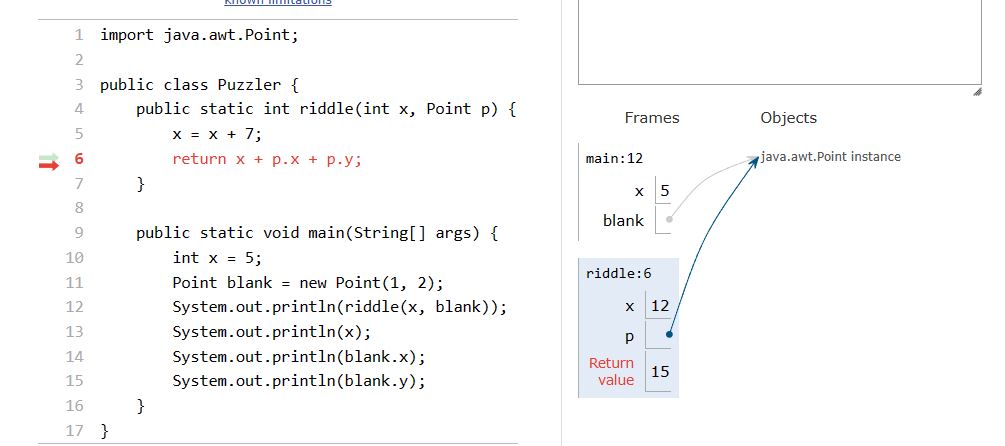 known limitations
1 import java.awt.Point;
2
3 public class Puzzler {
4 public static int riddle(int x, Point p) {
5 x = x + 7;
6 return x + p.x + p.y;
7 }
8
9 public static void main(String[] args) {
10 int x = 5;
11 Point blank = new Point(1, 2);
12 System.out.println(riddle(x, blank));
13 System.out.println(x);
14 System.out.println(blank.x);
15 System.out.println(blank.y);
16 }
17 }
Frames Objects
main:12
java.awt.Point instance
x 5
blank
riddle:6
x 12
p
Return
value 15